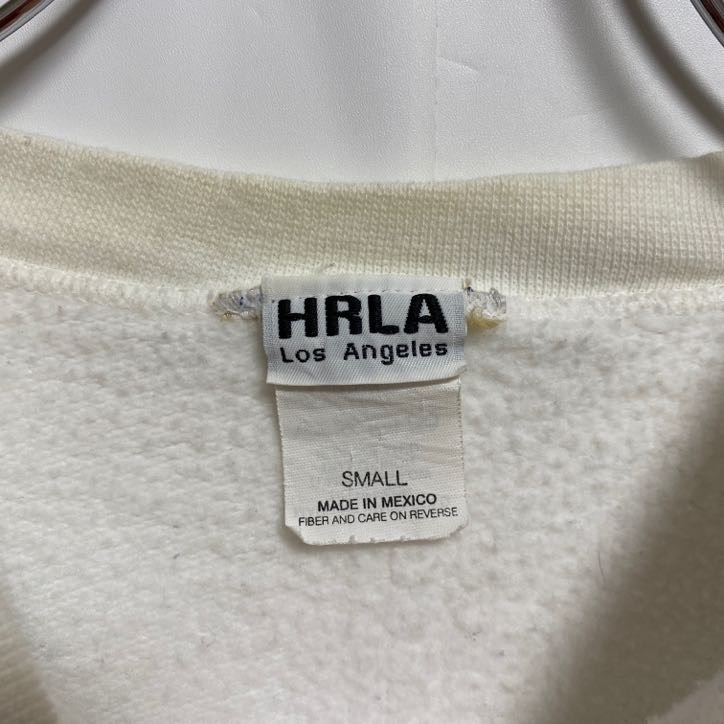 HRLA
Los Angeles
SMALL
MADE IN MEXICO
FIBER AND CARE ON REVERSE